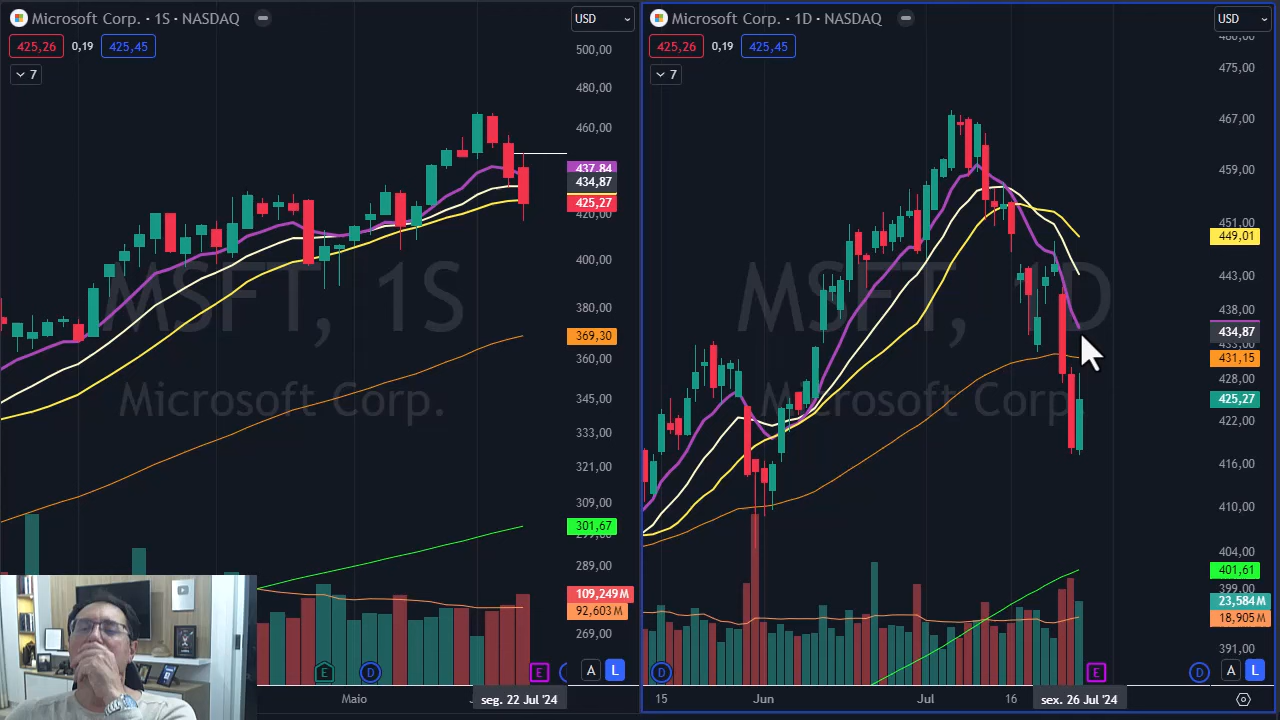 Microsoft Corp. · 1S · NASDAQ
USD
425,26 0,19 425,45
7
500,00
480,00
460,00
437,84
434,87
425,27
420,00
400,00
380,00
369,30
360,00
345,00
333,00
321,00
309,00
301,67
289,00
109,249M
92,603M
269,00
MSFT, 1S
Microsoft Corp.
E
D
E
A
L
Maio
seg. 22 Jul '24
Microsoft Corp. · 1D · NASDAQ
USD
425,26 0,19 425,45
7
475,00
467,00
459,00
451,00
449,01
443,00
438,00
434,87
433,00
431,15
428,00
425,27
422,00
416,00
410,00
404,00
401,61
399,00
23,584M
18,905M
391,00
MSFT, 1D
Microsoft Corp.
D
E
D
A
L
15
Jun
Jul
16
sex. 26 Jul '24